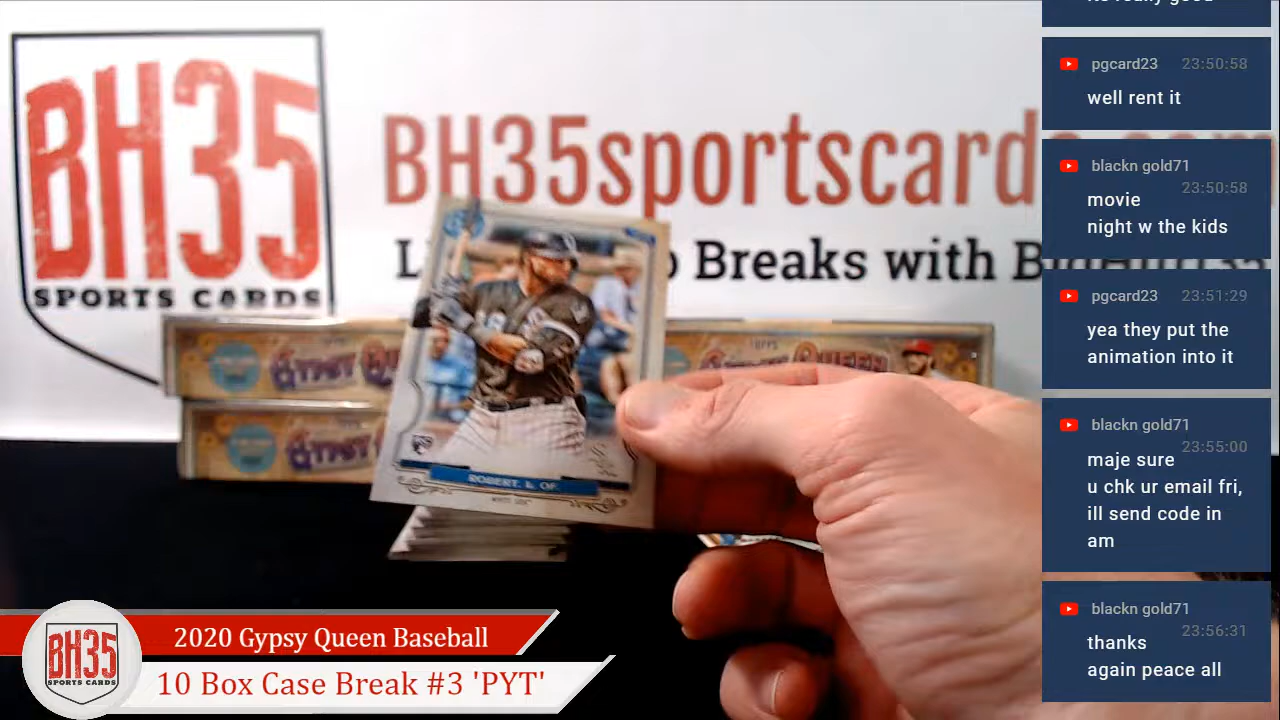 BH35
SPORTS CARDS
BH35sportscard
Breaks with
GYPSY QUEEN
ROBERT, L. OF
WHITE SOX
RC
2020 Gypsy Queen Baseball
10 Box Case Break #3 'PYT'
BH35
SPORTS CARDS
pgcard23 23:50:58
well rent it
blackn gold71
23:50:58
movie
night w the kids
pgcard23 23:51:29
yea they put the
animation into it
blackn gold71
23:55:00
maje sure
u chk ur email fri,
ill send code in
am
blackn gold71
23:56:31
thanks
again peace all